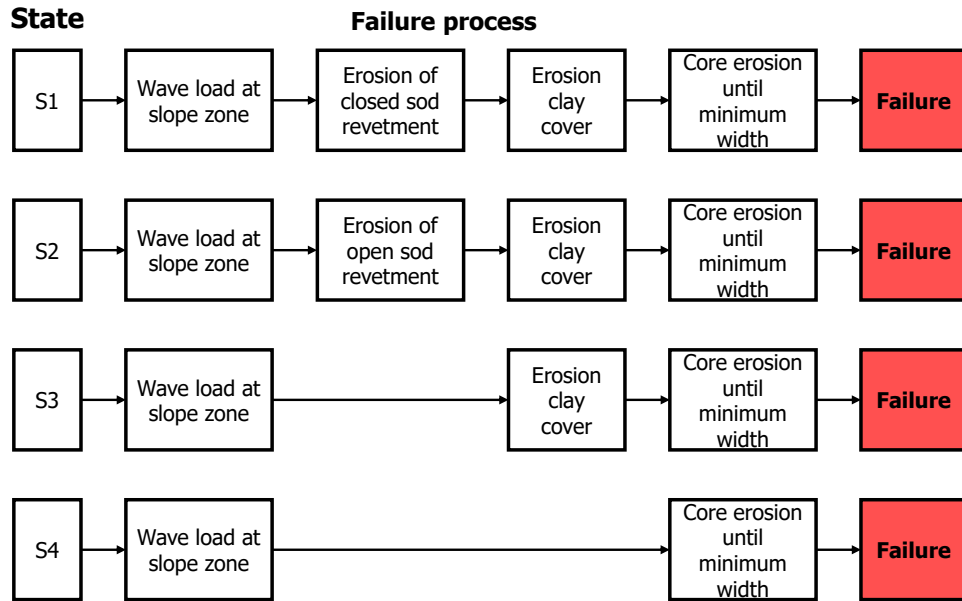 State
Failure process
S1
Wave load at
slope zone
Erosion of
closed sod
revetment
Erosion
clay
cover
Core erosion
until
minimum
width
Failure
S2
Wave load at
slope zone
Erosion of
open sod
revetment
Erosion
clay
cover
Core erosion
until
minimum
width
Failure
S3
Wave load at
slope zone
Erosion
clay
cover
Core erosion
until
minimum
width
Failure
S4
Wave load at
slope zone
Core erosion
until
minimum
width
Failure